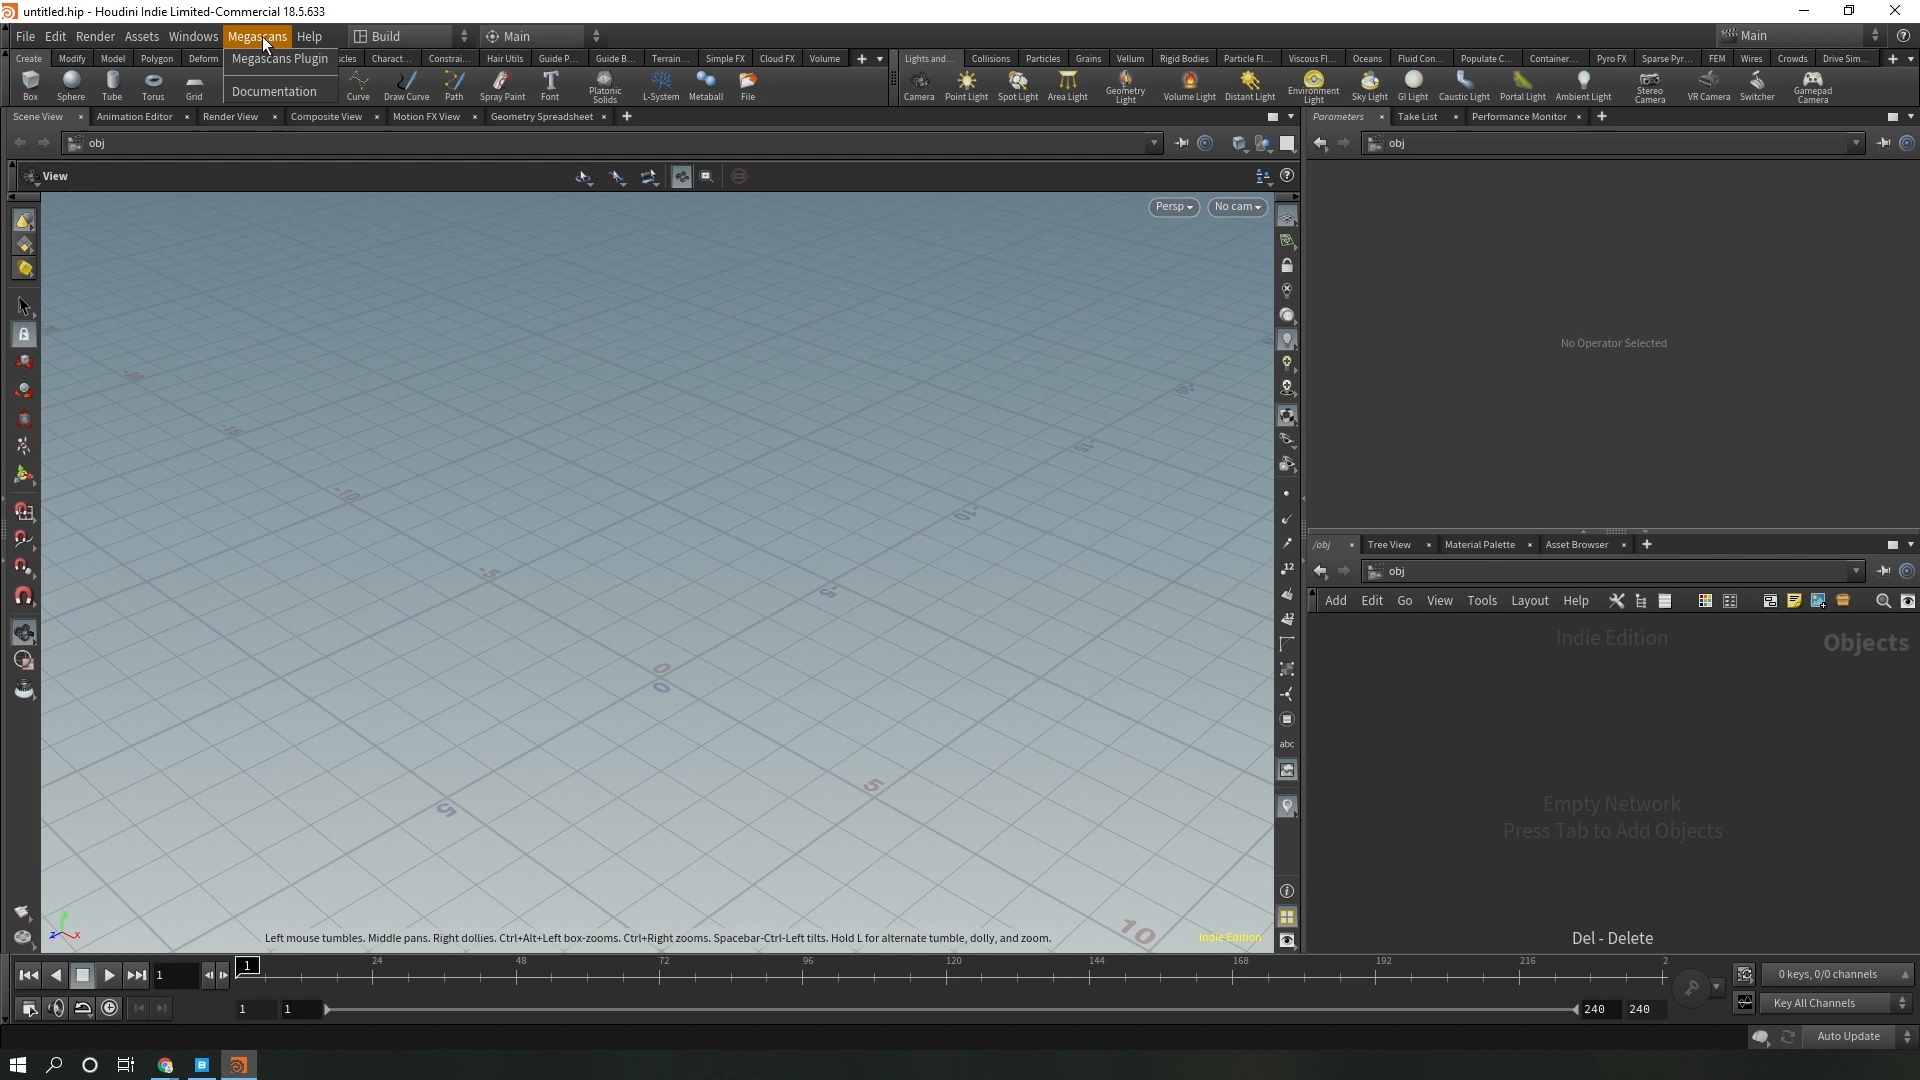 untitled.hip - Houdini Indie Limited-Commercial 18.5.633
File Edit Render Assets Windows Megascans Help Build Main Main
Megascans Plugin
Documentation
Create Modify Model Polygon Deform Charact... Constrai... Hair Utils Guide P... Guide B... Terrain... Simple FX Cloud FX Volume
Lights and... Collisions Particles Grains Vellum Rigid Bodies Particle Fl... Viscous Fl... Oceans Fluid Con... Populate C... Container... Pyro FX Sparse Pyr... FEM Wires Crowds Drive Sim...
Box Sphere Tube Torus Grid Curve Draw Curve Path Spray Paint Font Platonic Solids L-System Metaball File
Camera Point Light Spot Light Area Light Geometry Light Volume Light Distant Light Environment Light Sky Light GI Light Caustic Light Portal Light Ambient Light Stereo Camera VR Camera Switcher Gamepad Camera
Scene View Animation Editor Render View Composite View Motion FX View Geometry Spreadsheet
Parameters Take List Performance Monitor
obj
obj
View
Persp No cam
No Operator Selected
/obj Tree View Material Palette Asset Browser
obj
Add Edit Go View Tools Layout Help
Indie Edition
Objects
Empty Network
Press Tab to Add Objects
Del - Delete
-10
-5
0
0
5
5
10
12
12
abc
z y x
Left mouse tumbles. Middle pans. Right dollies. Ctrl+Alt+Left box-zooms. Ctrl+Right zooms. Spacebar-Ctrl-Left tilts. Hold L for alternate tumble, dolly, and zoom.
Indie Edition
1 1 24 48 72 96 120 144 168 192 216 2
0 keys, 0/0 channels
1 1 240 240
Key All Channels
Auto Update